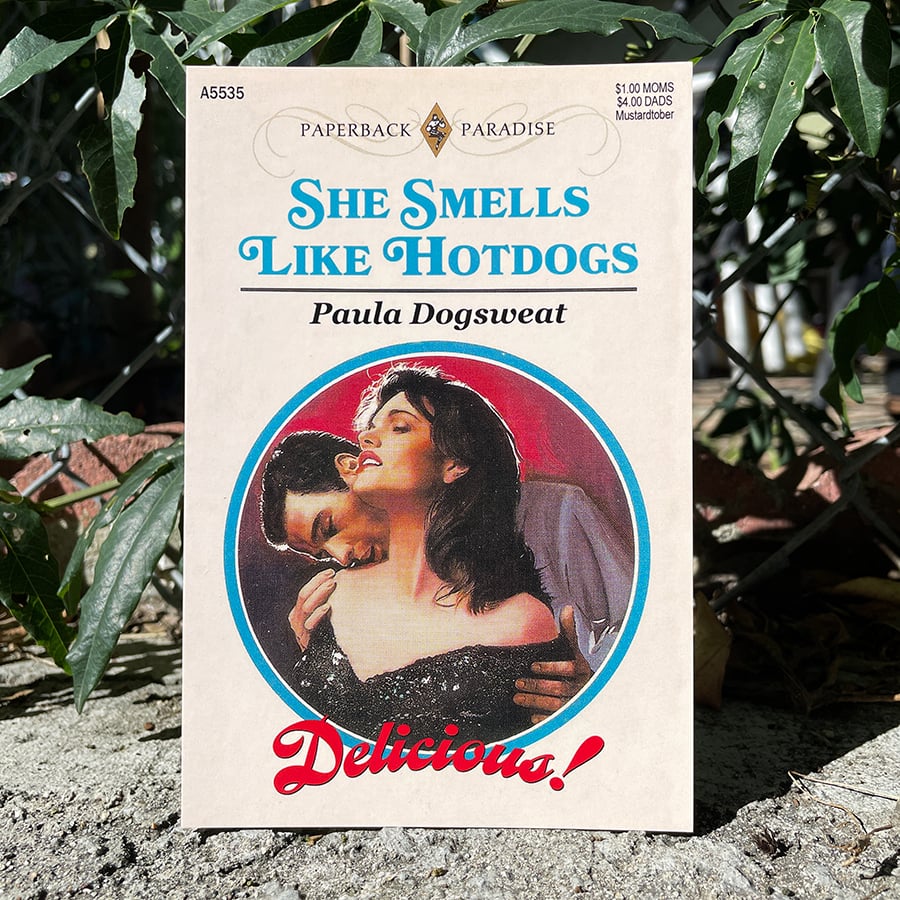 A5535
$1.00 MOMS
$4.00 DADS
Mustardtober
PAPERBACK PARADISE
SHE SMELLS
LIKE HOTDOGS
Paula Dogsweat
Delicious!